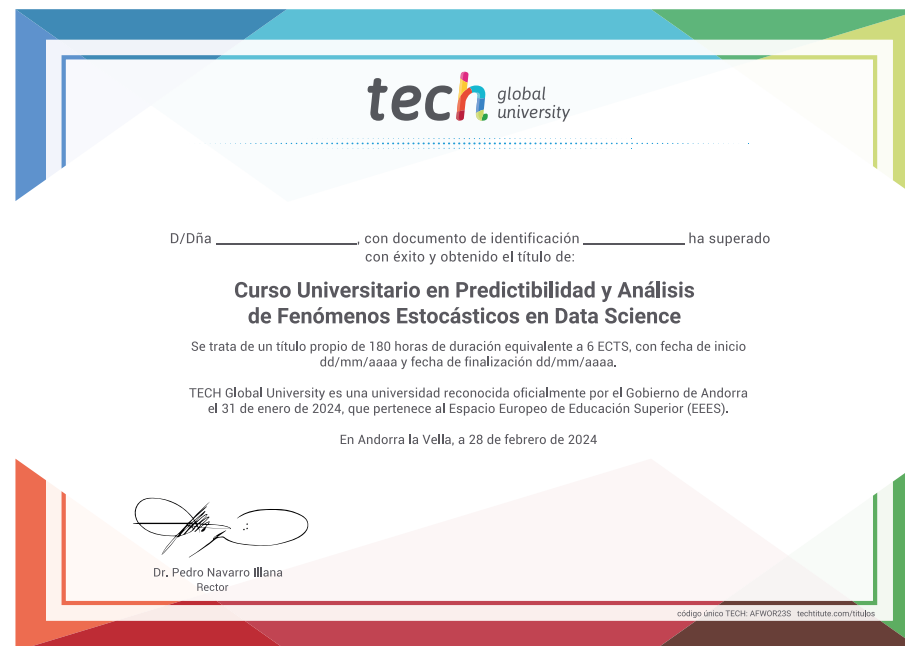 tech global university
D/Dña ____________________, con documento de identificación ______________ ha superado
con éxito y obtenido el título de:
Curso Universitario en Predictibilidad y Análisis
de Fenómenos Estocásticos en Data Science
Se trata de un título propio de 180 horas de duración equivalente a 6 ECTS, con fecha de inicio
dd/mm/aaaa y fecha de finalización dd/mm/aaaa.
TECH Global University es una universidad reconocida oficialmente por el Gobierno de Andorra
el 31 de enero de 2024, que pertenece al Espacio Europeo de Educación Superior (EEES).
En Andorra la Vella, a 28 de febrero de 2024
Dr. Pedro Navarro Illana
Rector
código único TECH: AFWOR23S techtitute.com/titulos